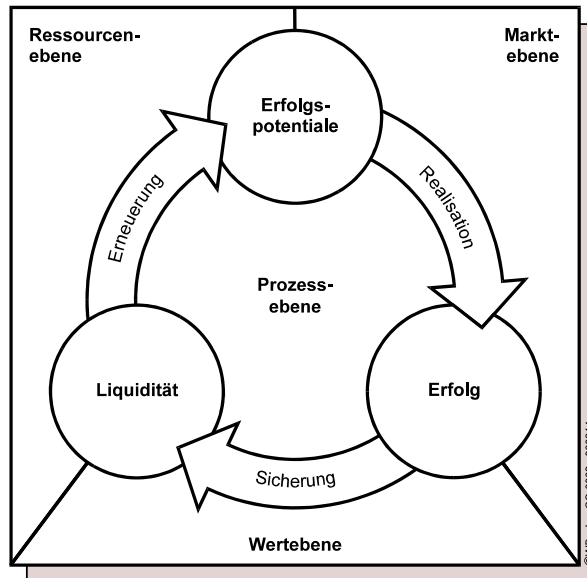 Ressourcen-
ebene
Markt-
ebene
Erfolgs-
potentiale
Erneuerung
Realisation
Prozess-
ebene
Liquidität
Erfolg
Sicherung
Wertebene